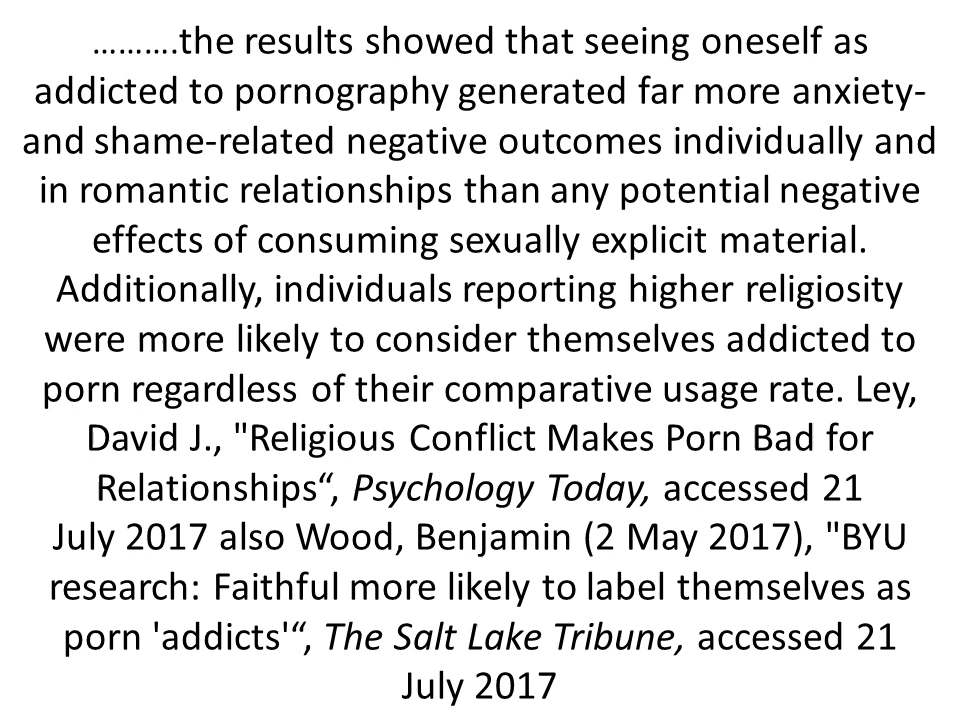 ……….the results showed that seeing oneself as
addicted to pornography generated far more anxiety-
and shame-related negative outcomes individually and
in romantic relationships than any potential negative
effects of consuming sexually explicit material.
Additionally, individuals reporting higher religiosity
were more likely to consider themselves addicted to
porn regardless of their comparative usage rate. Ley,
David J., "Religious Conflict Makes Porn Bad for
Relationships“, Psychology Today, accessed 21
July 2017 also Wood, Benjamin (2 May 2017), "BYU
research: Faithful more likely to label themselves as
porn 'addicts'“, The Salt Lake Tribune, accessed 21
July 2017